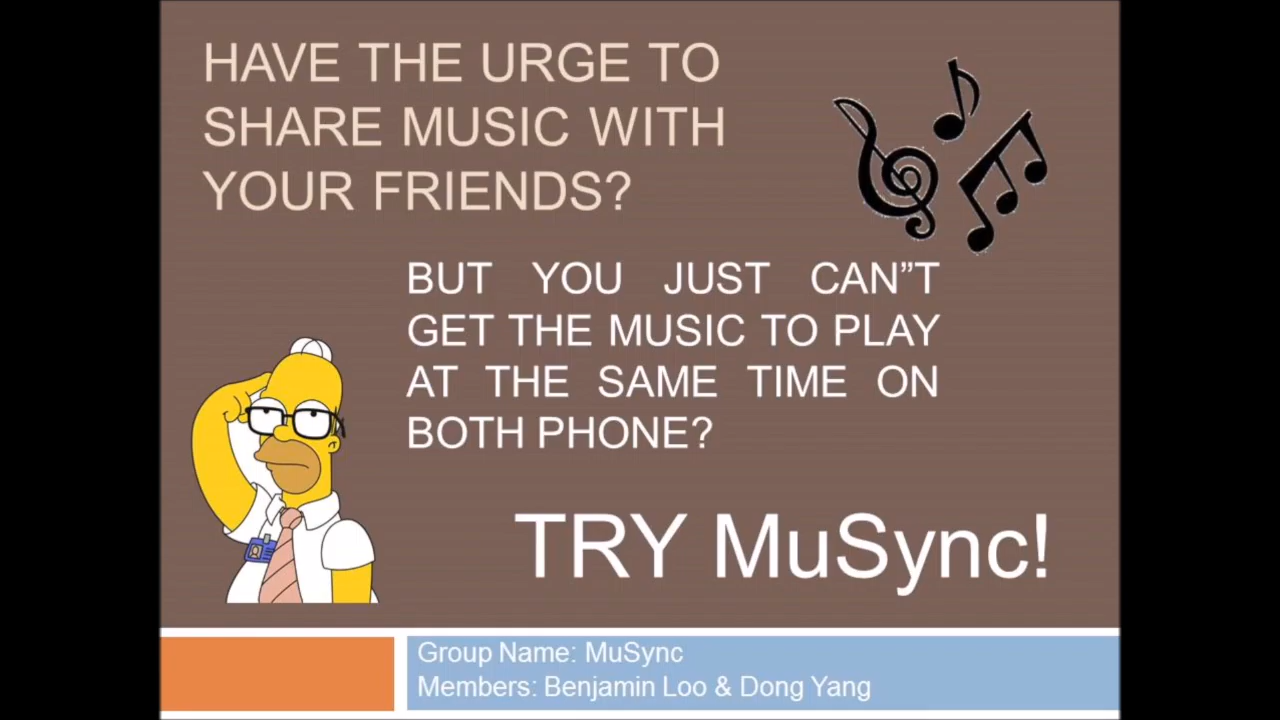 HAVE THE URGE TO
SHARE MUSIC WITH
YOUR FRIENDS?
BUT YOU JUST CAN”T
GET THE MUSIC TO PLAY
AT THE SAME TIME ON
BOTH PHONE?
TRY MuSync!
Group Name: MuSync
Members: Benjamin Loo & Dong Yang